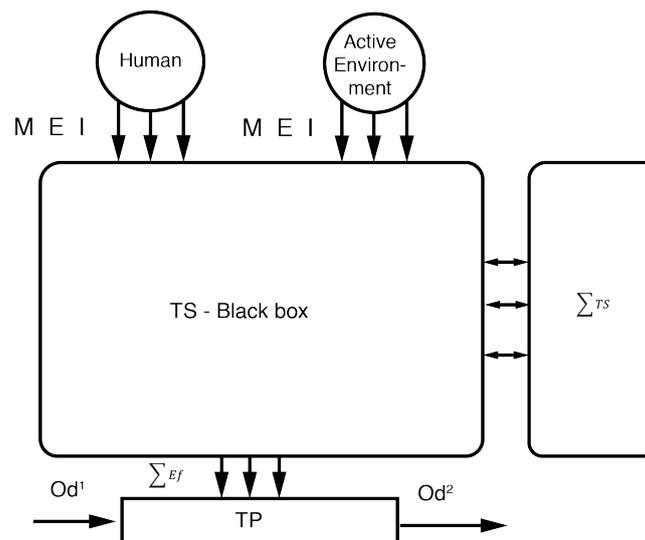 Human
Active
Environ-
ment
M E I
M E I
TS - Black box
∑ TS
∑ Ef
Od¹
Od²
TP